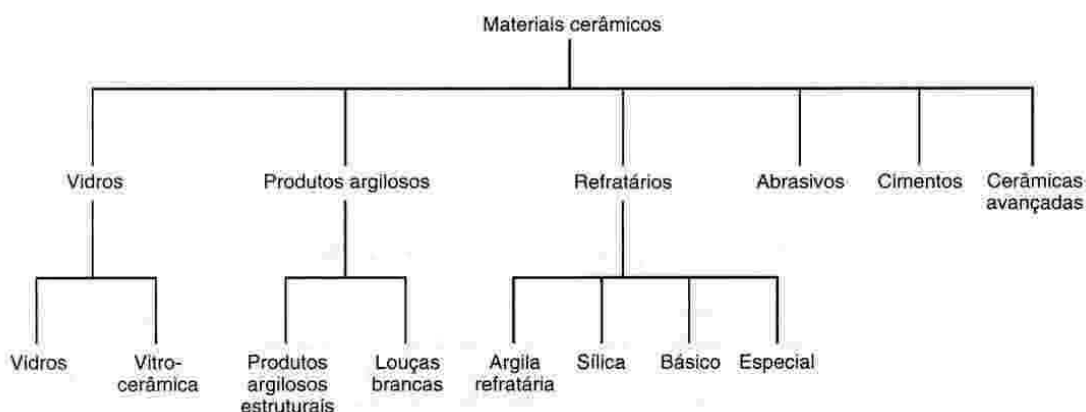 Materiais cerâmicos
Vidros
Produtos argilosos
Refratários
Abrasivos
Cimentos
Cerâmicas
avançadas
Vidros
Vitro-
cerâmica
Produtos
argilosos
estruturais
Louças
brancas
Argila
refratária
Sílica
Básico
Especial